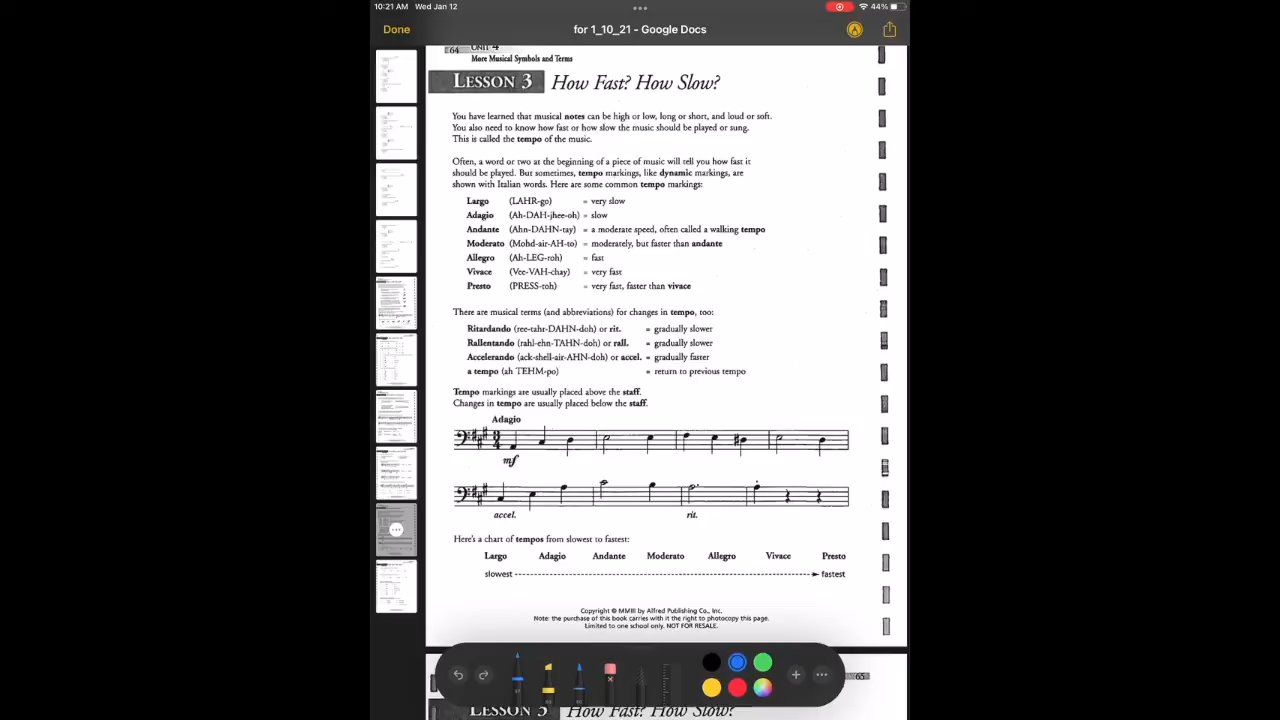 10:21 AM Wed Jan 12
44%
Done
for 1_10_21 - Google Docs
64 UNIT 4
More Musical Symbols and Terms
LESSON 3 How Fast? How Slow?
You have learned that musical notes can be high or low, long or short, and loud or soft.
You also need to know how fast or how slow the music should be played or sung.
This is called the tempo of the music.
Often, a word or two at the beginning of a piece of music will tell you how fast it
should be played. But sometimes, tempo markings, like dynamic markings, are
shown with Italian words. Here are some common tempo markings:
Largo (LAHR-go) = very slow
Adagio (Ah-DAH-jhee-oh) = slow
Andante (Ahn-DAHN-tay) = a moderate speed, often called a walking tempo
Moderato (Mohd-air-AH-to) = moderately, but faster than andante
Allegro (Ah-LEG-roh) = fast
Vivace (Vee-VAH-chay) = very fast
Presto (PRESS-toh) = very fast, faster than vivace
There are musical terms (and abbreviations) for changes in tempo, too:
Ritardando (ree-tahr-DAHN-doh) or rit. = gradually slower
Rallentando (rahl-ehn-TAHN-doh) or rall. = gradually slower
Accelerando (ack-shell-air-AHN-doh) or accel. = gradually faster
a tempo (ah TEHM-po) = return to previous tempo
Tempo markings are usually placed above the staff.
Changes in tempo are usually placed below the staff.
Adagio
mf
accel. rit.
Here's a chart of tempos from slowest to fastest:
Largo Adagio Andante Moderato Allegro Vivace Presto
slowest fastest
Copyright © MMIII by Alfred Publishing Co., Inc.
Note: the purchase of this book carries with it the right to photocopy this page.
Limited to one school only. NOT FOR RESALE.
65
LESSON 3 How Fast? How Slow?